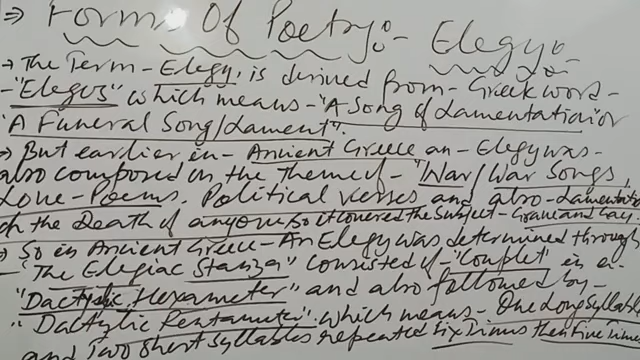 ⇒ Forms Of Poetry:- Elegy:-
→ The Term - Elegy, is derived from - Greek word -
- "Elegus" which means - "A Song of Lamentation or
"A Funeral Song/Lament".
⇒ But earlier in - Ancient Greece an - Elegy was -
also composed on the theme of - "War/War Songs,
Love - Poems, Political verses and also - Lamentation
on the Death of anyone so it covered the subject - Grave and Gay.
⇒ So in Ancient Greece - An Elegy was determined through
- "The Elegiac Stanza" consisted of - "Couplet" in a -
"Dactylic Hexameter" and also followed by -
"Dactylic Pentameter". which means - One Long Syllable
and Two Short Syllables repeated Six Times then Five Times